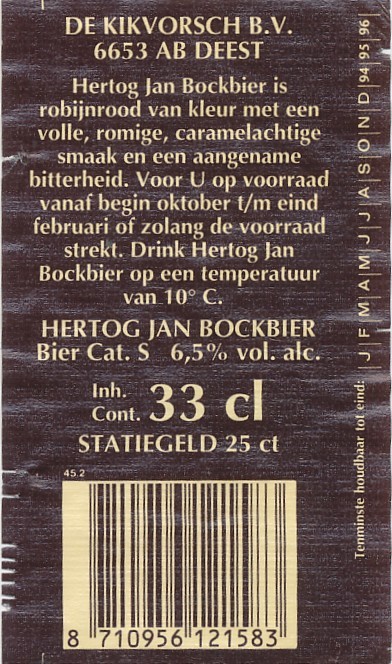 DE KIKVORSCH B.V.
6653 AB DEEST
Hertog Jan Bockbier is
robijnrood van kleur met een
volle, romige, caramelachtige
smaak en een aangename
bitterheid. Voor U op voorraad
vanaf begin oktober t/m eind
februari of zolang de voorraad
strekt. Drink Hertog Jan
Bockbier op een temperatuur
van 10° C.
HERTOG JAN BOCKBIER
Bier Cat. S 6,5% vol. alc.
Inh.
Cont. 33 cl
STATIEGELD 25 ct
45.2
8 710956 121583
Tenminste houdbaar tot eind: J|F|M|A|M|J|J|A|S|O|N|D|94|95|96|